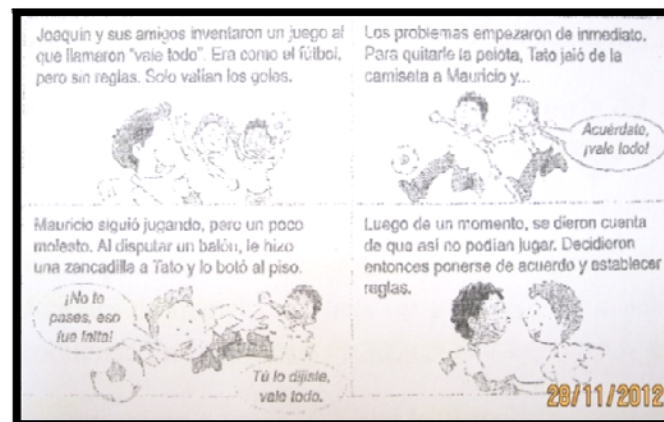 Joaquín y sus amigos inventaron un juego al
que llamaron "vale todo". Era como el fútbol,
pero sin reglas. Solo valían los goles.
Los problemas empezaron de inmediato.
Para quitarle la pelota, Tato jaló de la
camiseta a Mauricio y...
Acuérdate,
¡vale todo!
Mauricio siguió jugando, pero un poco
molesto. Al disputar un balón, le hizo
una zancadilla a Tato y lo botó al piso.
¡No te
pases, eso
fue falta!
Tú lo dijiste,
vale todo.
Luego de un momento, se dieron cuenta
de que así no podían jugar. Decidieron
entonces ponerse de acuerdo y establecer
reglas.
28/11/2012